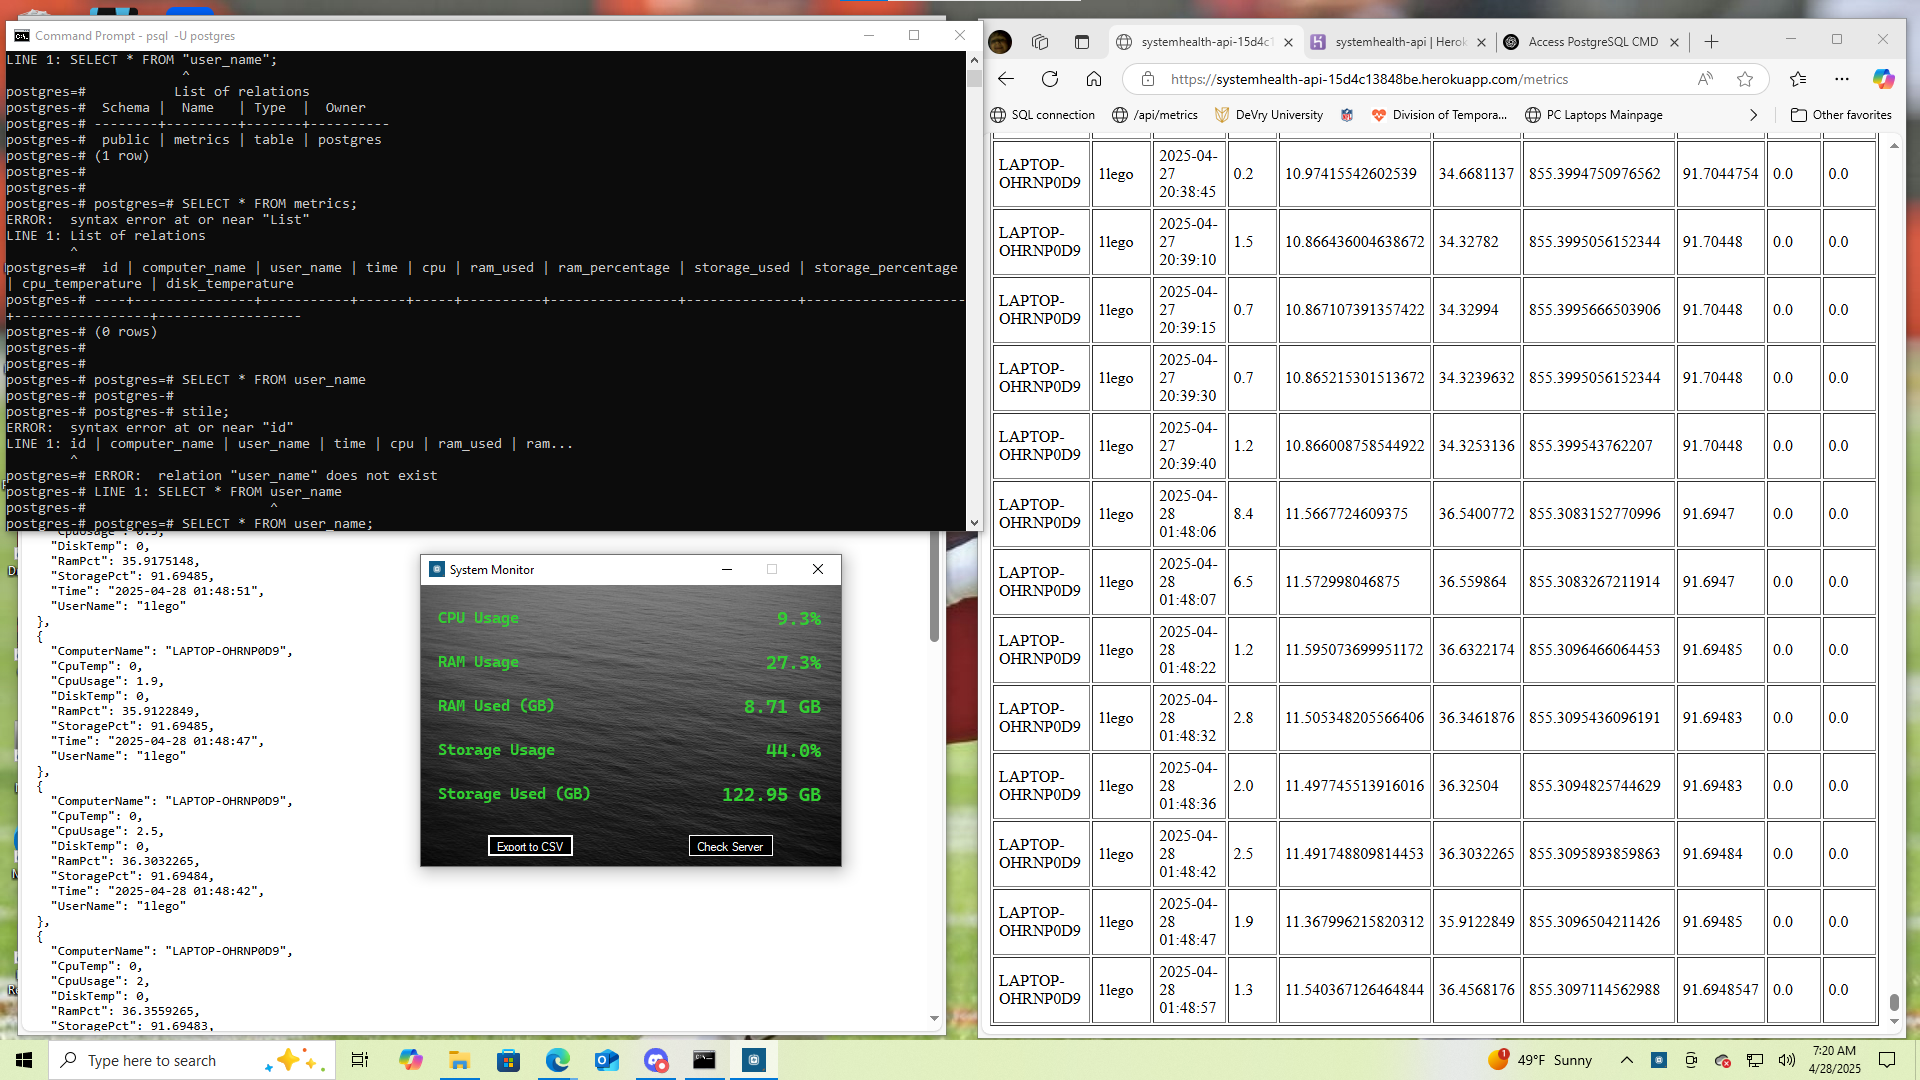 Command Prompt - psql  -U postgres
LINE 1: SELECT * FROM "user_name";
^
postgres=#           List of relations
postgres-#  Schema |  Name   | Type  |  Owner
postgres-# --------+---------+-------+----------
postgres-#  public | metrics | table | postgres
postgres-# (1 row)
postgres-#
postgres-#
postgres-# postgres=# SELECT * FROM metrics;
ERROR:  syntax error at or near "List"
LINE 1: List of relations
^
postgres=#  id | computer_name | user_name | time | cpu | ram_used | ram_percentage | storage_used | storage_percentage
| cpu_temperature | disk_temperature
postgres-# ----+---------------+-----------+------+-----+----------+----------------+--------------+--------------------
+-----------------+------------------
postgres-# (0 rows)
postgres-#
postgres-#
postgres-# postgres=# SELECT * FROM user_name
postgres-# postgres-#
postgres-# postgres-# stile;
ERROR:  syntax error at or near "id"
LINE 1: id | computer_name | user_name | time | cpu | ram_used | ram...
^
postgres=# ERROR:  relation "user_name" does not exist
postgres-# LINE 1: SELECT * FROM user_name
postgres-#                       ^
postgres-# postgres=# SELECT * FROM user_name;
"DiskTemp": 0,
"RamPct": 35.9175148,
"StoragePct": 91.69485,
"Time": "2025-04-28 01:48:51",
"UserName": "1lego"
},
{
"ComputerName": "LAPTOP-OHRNP0D9",
"CpuTemp": 0,
"CpuUsage": 1.9,
"DiskTemp": 0,
"RamPct": 35.9122849,
"StoragePct": 91.69485,
"Time": "2025-04-28 01:48:47",
"UserName": "1lego"
},
{
"ComputerName": "LAPTOP-OHRNP0D9",
"CpuTemp": 0,
"CpuUsage": 2.5,
"DiskTemp": 0,
"RamPct": 36.3032265,
"StoragePct": 91.69484,
"Time": "2025-04-28 01:48:42",
"UserName": "1lego"
},
{
"ComputerName": "LAPTOP-OHRNP0D9",
"CpuTemp": 0,
"CpuUsage": 2,
"DiskTemp": 0,
"RamPct": 36.3559265,
"StoragePct": 91.69483,
System Monitor
CPU Usage 9.3%
RAM Usage 27.3%
RAM Used (GB) 8.71 GB
Storage Usage 44.0%
Storage Used (GB) 122.95 GB
Export to CSV Check Server
systemhealth-api-15d4c1 systemhealth-api | Herok Access PostgreSQL CMD
https://systemhealth-api-15d4c13848be.herokuapp.com/metrics
SQL connection /api/metrics DeVry University Division of Tempora... PC Laptops Mainpage Other favorites
LAPTOP-OHRNP0D9 1lego 2025-04-27 20:38:45 0.2 10.97415542602539 34.6681137 855.3994750976562 91.7044754 0.0 0.0
LAPTOP-OHRNP0D9 1lego 2025-04-27 20:39:10 1.5 10.866436004638672 34.32782 855.3995056152344 91.70448 0.0 0.0
LAPTOP-OHRNP0D9 1lego 2025-04-27 20:39:15 0.7 10.867107391357422 34.32994 855.3995666503906 91.70448 0.0 0.0
LAPTOP-OHRNP0D9 1lego 2025-04-27 20:39:30 0.7 10.865215301513672 34.3239632 855.3995056152344 91.70448 0.0 0.0
LAPTOP-OHRNP0D9 1lego 2025-04-27 20:39:40 1.2 10.866008758544922 34.3253136 855.399543762207 91.70448 0.0 0.0
LAPTOP-OHRNP0D9 1lego 2025-04-28 01:48:06 8.4 11.5667724609375 36.5400772 855.3083152770996 91.6947 0.0 0.0
LAPTOP-OHRNP0D9 1lego 2025-04-28 01:48:07 6.5 11.572998046875 36.559864 855.3083267211914 91.6947 0.0 0.0
LAPTOP-OHRNP0D9 1lego 2025-04-28 01:48:22 1.2 11.595073699951172 36.6322174 855.3096466064453 91.69485 0.0 0.0
LAPTOP-OHRNP0D9 1lego 2025-04-28 01:48:32 2.8 11.505348205566406 36.3461876 855.3095436096191 91.69483 0.0 0.0
LAPTOP-OHRNP0D9 1lego 2025-04-28 01:48:36 2.0 11.497745513916016 36.32504 855.3094825744629 91.69483 0.0 0.0
LAPTOP-OHRNP0D9 1lego 2025-04-28 01:48:42 2.5 11.491748809814453 36.3032265 855.3095893859863 91.69484 0.0 0.0
LAPTOP-OHRNP0D9 1lego 2025-04-28 01:48:47 1.9 11.367996215820312 35.9122849 855.3096504211426 91.69485 0.0 0.0
LAPTOP-OHRNP0D9 1lego 2025-04-28 01:48:57 1.3 11.540367126464844 36.4568176 855.3097114562988 91.6948547 0.0 0.0
Type here to search
1
49°F Sunny
7:20 AM
4/28/2025